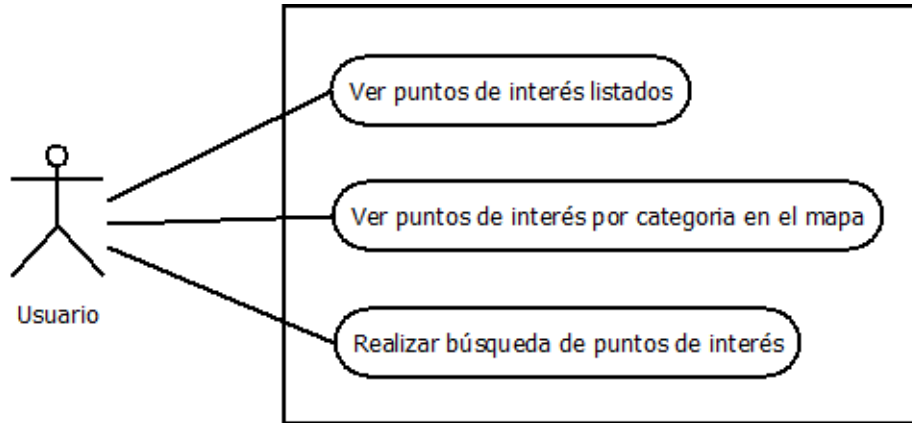 Ver puntos de interés listados
Ver puntos de interés por categoria en el mapa
Usuario
Realizar búsqueda de puntos de interés